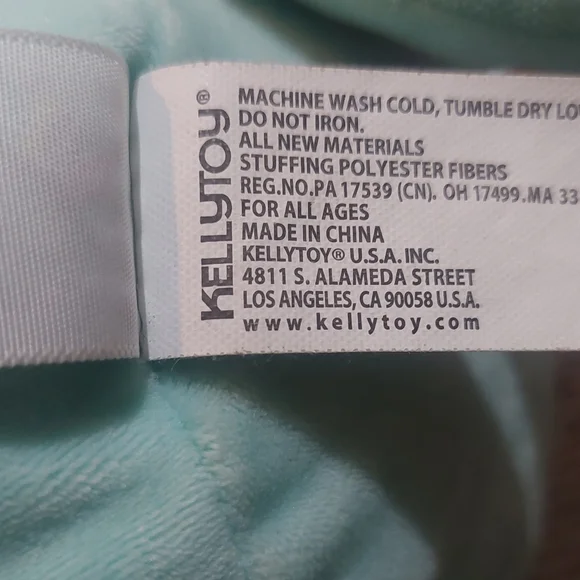 KELLYTOY®
MACHINE WASH COLD, TUMBLE DRY
DO NOT IRON.
ALL NEW MATERIALS
STUFFING POLYESTER FIBERS
REG.NO.PA 17539 (CN). OH 17499.MA 33
FOR ALL AGES
MADE IN CHINA
KELLYTOY® U.S.A. INC.
4811 S. ALAMEDA STREET
LOS ANGELES, CA 90058 U.S.A.
www.kellytoy.com